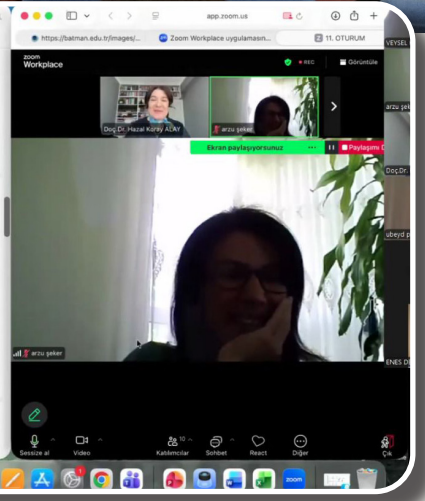 app.zoom.us
https://batman.edu.tr/images/...
Zoom Workplace uygulamasın...
Z 11. OTURUM
zoom
Workplace
REC
Görüntüle
VEYSEL
Doç.Dr. Hazal Koray ALAY
arzu şeker
arzu şek
Ekran paylaşıyorsunuz
Paylaşımı D
Doç.Dr.
ubeyd p
arzu şeker
ENES D
10
Sessize al
Video
Katılımcılar
Sohbet
React
Diğer
Çık
1
zoom